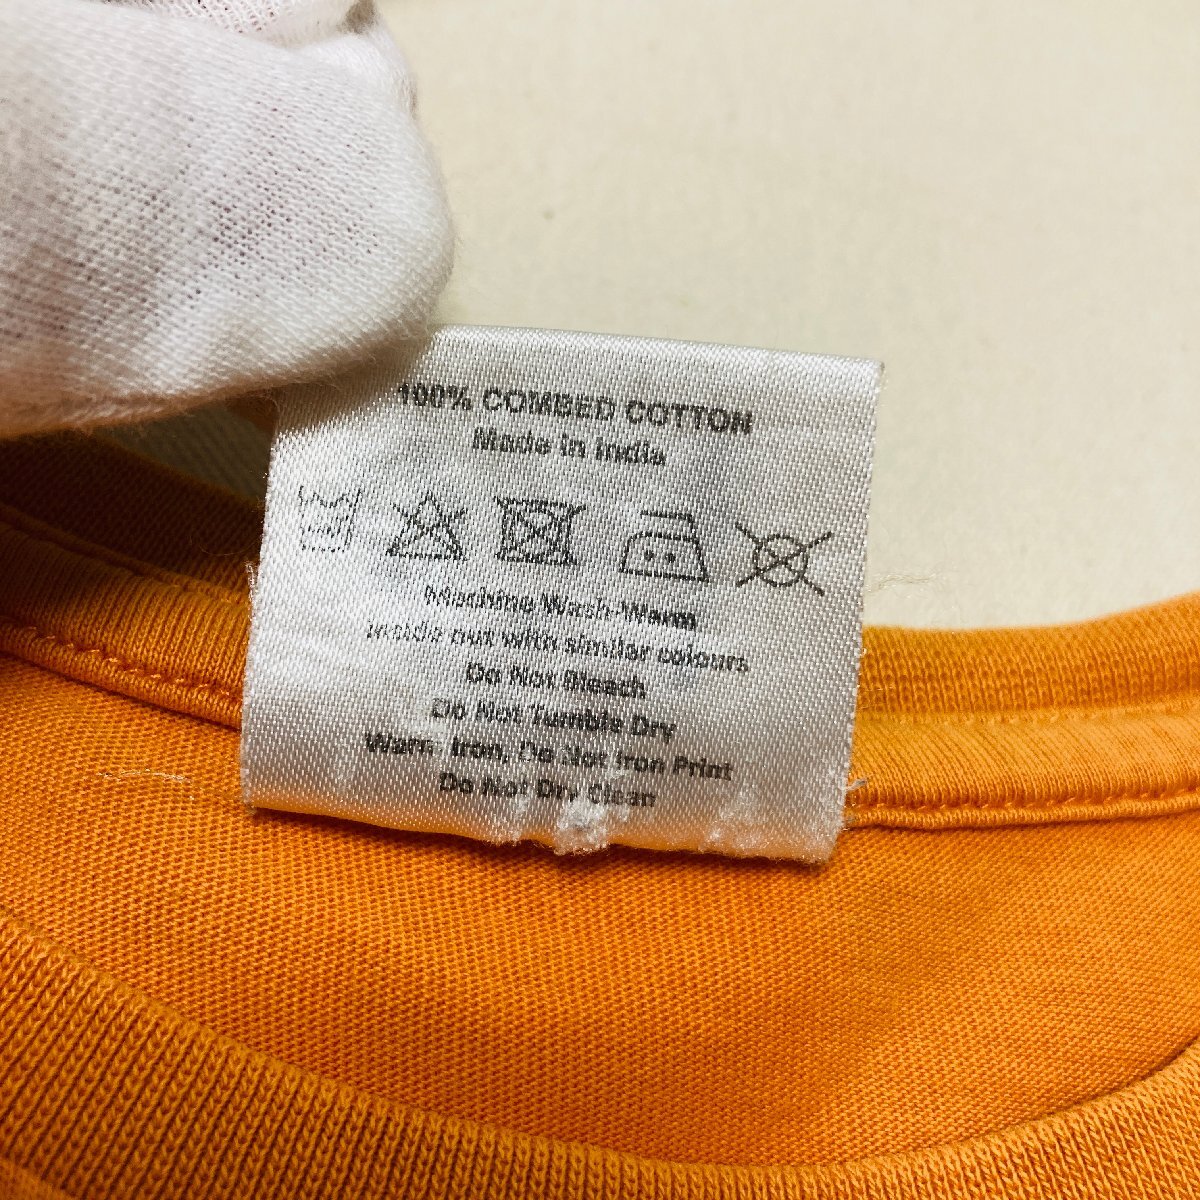 100% COMBED COTTON
Made in India
Machine Wash-Warm
Inside out with similar colours
Do Not Bleach
Do Not Tumble Dry
Warm Iron, Do Not Iron Print
Do Not Dry Clean